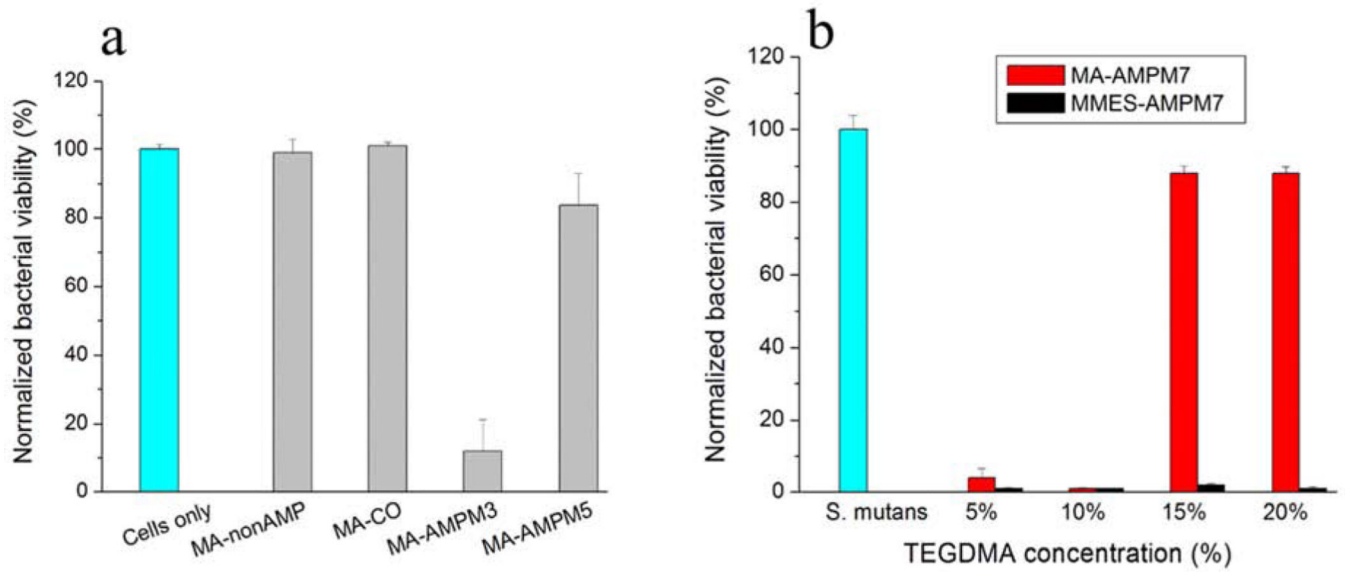 a
Normalized bacterial viability (%)
120
100
80
60
40
20
0
Cells only
MA-nonAMP
MA-CO
MA-AMPM3
MA-AMPM5
b
Normalized bacterial viability (%)
120
100
80
60
40
20
0
MA-AMPM7
MMES-AMPM7
S. mutans 5% 10% 15% 20%
TEGDMA concentration (%)